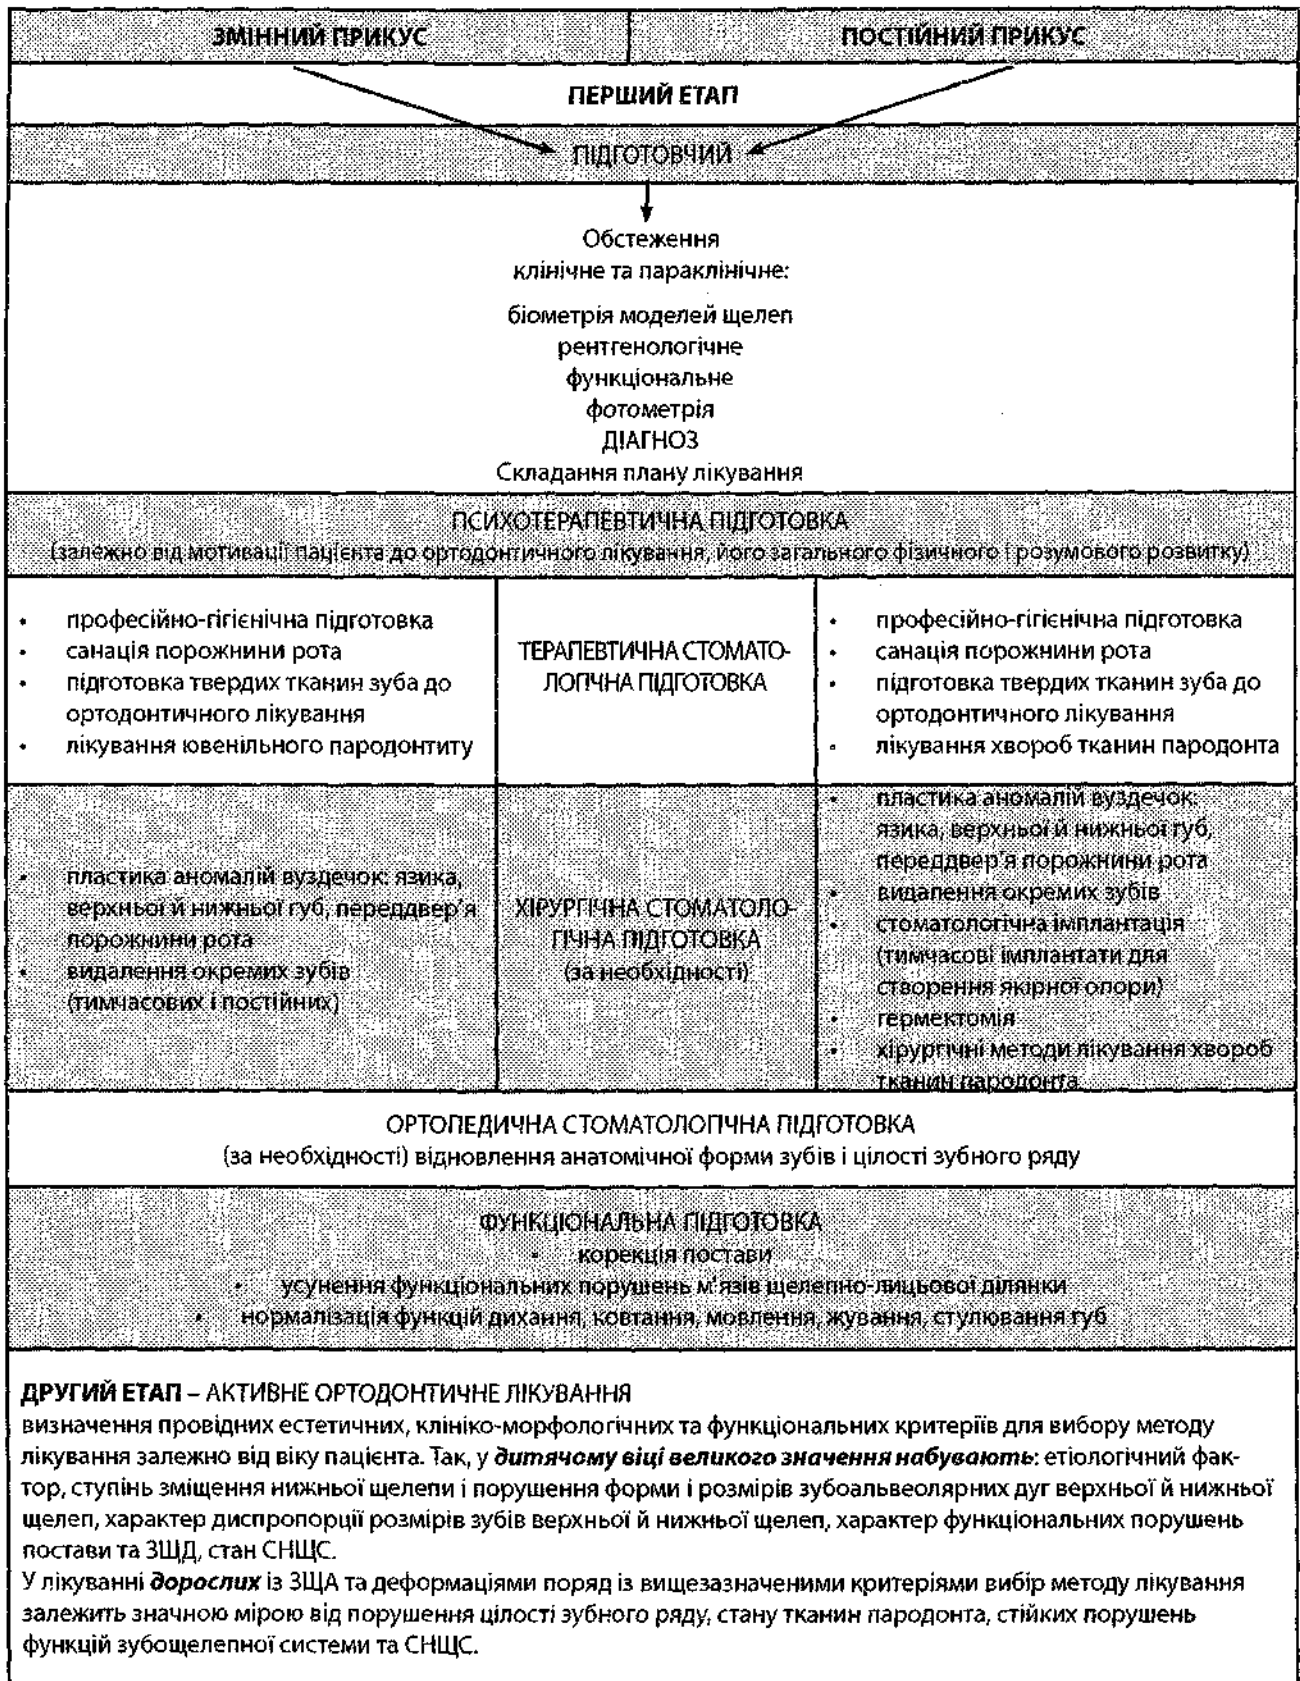 ЗМІННИЙ ПРИКУС
ПОСТІЙНИЙ ПРИКУС
ПЕРШИЙ ЕТАП
ПІДГОТОВЧИЙ
Обстеження
клінічне та параклінічне:
біометрія моделей щелеп
рентгенологічне
функціональне
фотометрія
ДІАГНОЗ
Складання плану лікування
ПСИХОТЕРАПЕВТИЧНА ПІДГОТОВКА
(залежно від мотивації пацієнта до ортодонтичного лікування, його загального фізичного і розумового розвитку)
• професійно-гігієнічна підготовка
• санація порожнини рота
• підготовка твердих тканин зуба до
ортодонтичного лікування
• лікування ювенільного пародонтиту
ТЕРАПЕВТИЧНА СТОМАТО-
ЛОГІЧНА ПІДГОТОВКА
• професійно-гігієнічна підготовка
• санація порожнини рота
• підготовка твердих тканин зуба до
ортодонтичного лікування
• лікування хвороб тканин пародонта
• пластика аномалій вуздечок: язика,
верхньої й нижньої губ, переддвер'я
порожнини рота
• видалення окремих зубів
(тимчасових і постійних)
ХІРУРГІЧНА СТОМАТОЛО-
ГІЧНА ПІДГОТОВКА
(за необхідності)
• пластика аномалій вуздечок:
язика, верхньої й нижньої губ,
переддвер'я порожнини рота
• видалення окремих зубів
• стоматологічна імплантація
(тимчасові імплантати для
створення якірної опори)
• гермектомія
• хірургічні методи лікування хвороб
тканин пародонта
ОРТОПЕДИЧНА СТОМАТОЛОГІЧНА ПІДГОТОВКА
(за необхідності) відновлення анатомічної форми зубів і цілості зубного ряду
ФУНКЦІОНАЛЬНА ПІДГОТОВКА
• корекція постави
• усунення функціональних порушень м'язів щелепно-лицьової ділянки
• нормалізація функцій дихання, ковтання, мовлення, жування, стулювання губ
ДРУГИЙ ЕТАП – АКТИВНЕ ОРТОДОНТИЧНЕ ЛІКУВАННЯ
визначення провідних естетичних, клініко-морфологічних та функціональних критеріїв для вибору методу
лікування залежно від віку пацієнта. Так, у дитячому віці великого значення набувають: етіологічний фак-
тор, ступінь зміщення нижньої щелепи і порушення форми і розмірів зубоальвеолярних дуг верхньої й нижньої
щелеп, характер диспропорції розмірів зубів верхньої й нижньої щелеп, характер функціональних порушень
постави та ЗЩД, стан СНЩС.
У лікуванні дорослих із ЗЩА та деформаціями поряд із вищезазначеними критеріями вибір методу лікування
залежить значною мірою від порушення цілості зубного ряду, стану тканин пародонта, стійких порушень
функцій зубощелепної системи та СНЩС.